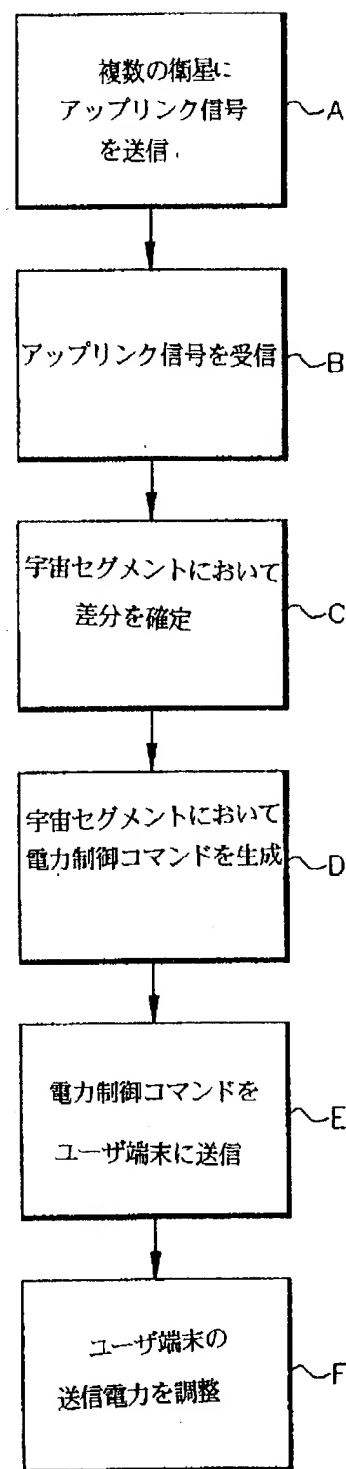 複数の衛星に
アップリンク信号
を送信
A
アップリンク信号を受信
B
宇宙セグメントにおいて
差分を確定
C
宇宙セグメントにおいて
電力制御コマンドを生成
D
電力制御コマンドを
ユーザ端末に送信
E
ユーザ端末の
送信電力を調整
F